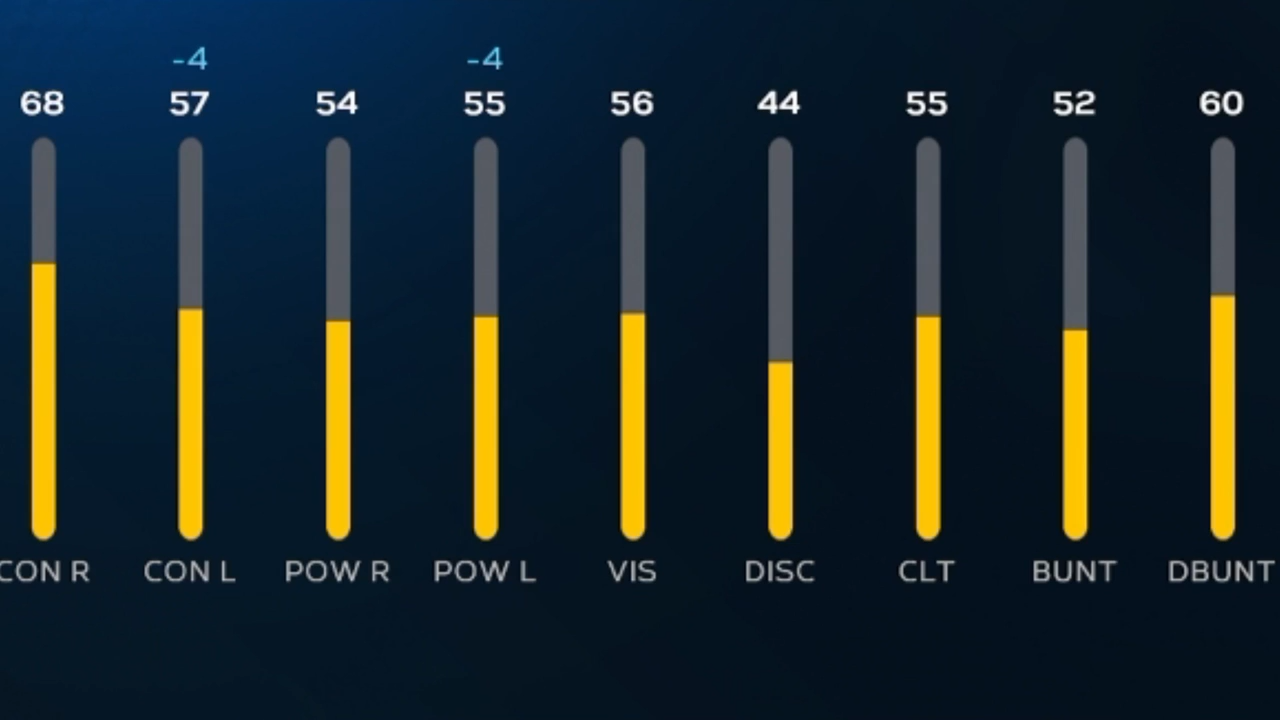 -4 -4
68 57 54 55 56 44 55 52 60
CON R CON L POW R POW L VIS DISC CLT BUNT DBUNT